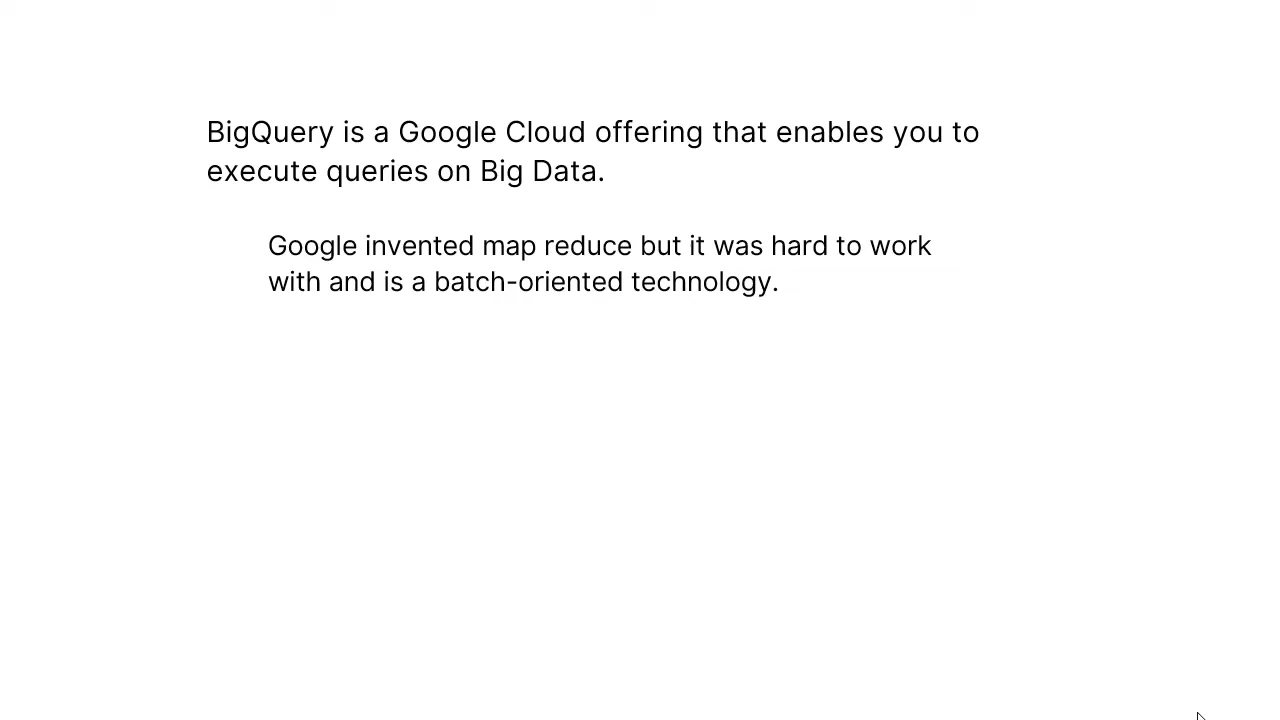 BigQuery is a Google Cloud offering that enables you to
execute queries on Big Data.
Google invented map reduce but it was hard to work
with and is a batch-oriented technology.